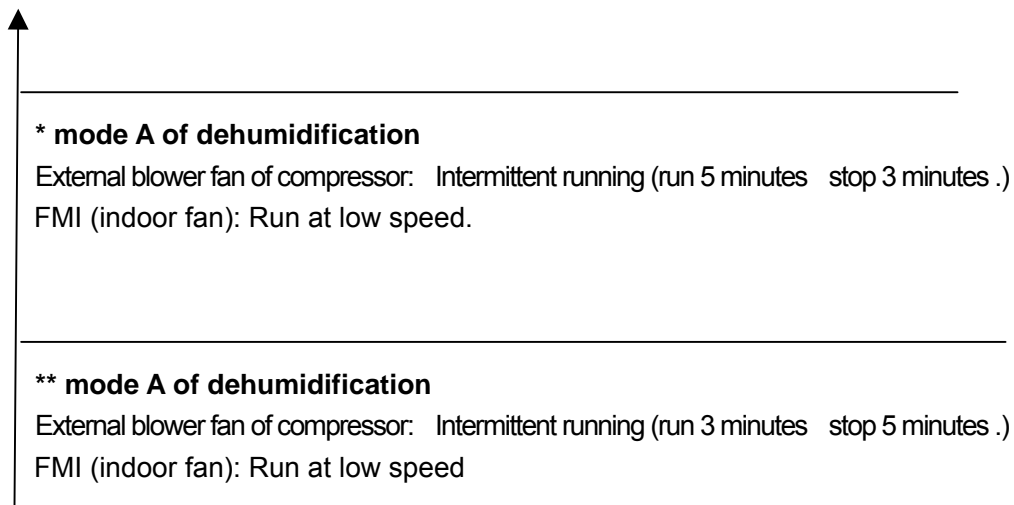 * mode A of dehumidification
External blower fan of compressor: Intermittent running (run 5 minutes stop 3 minutes .)
FMI (indoor fan): Run at low speed.
** mode A of dehumidification
External blower fan of compressor: Intermittent running (run 3 minutes stop 5 minutes .)
FMI (indoor fan): Run at low speed